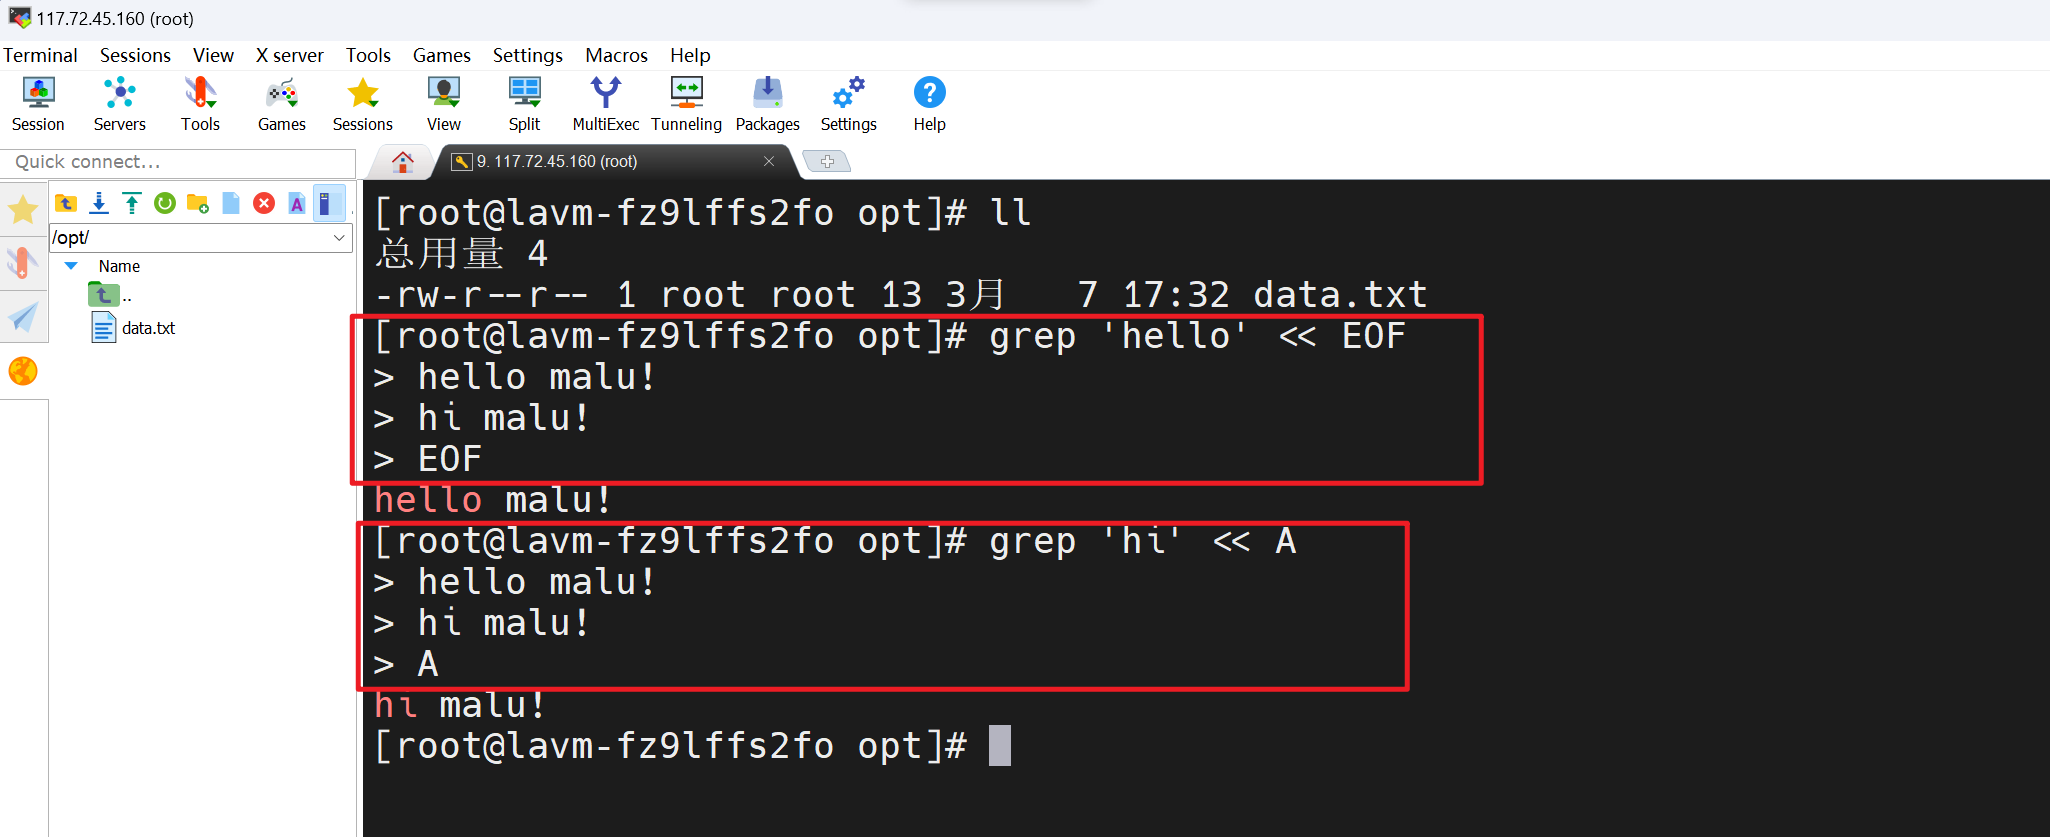 117.72.45.160 (root)
Terminal Sessions View X server Tools Games Settings Macros Help
Session Servers Tools Games Sessions View Split MultiExec Tunneling Packages Settings Help
Quick connect...
9. 117.72.45.160 (root)
/opt/
Name
..
data.txt
[root@lavm-fz9lffs2fo opt]# ll
总用量 4
-rw-r--r-- 1 root root 13 3月   7 17:32 data.txt
[root@lavm-fz9lffs2fo opt]# grep 'hello' << EOF
> hello malu!
> hi malu!
> EOF
hello malu!
[root@lavm-fz9lffs2fo opt]# grep 'hi' << A
> hello malu!
> hi malu!
> A
hi malu!
[root@lavm-fz9lffs2fo opt]#